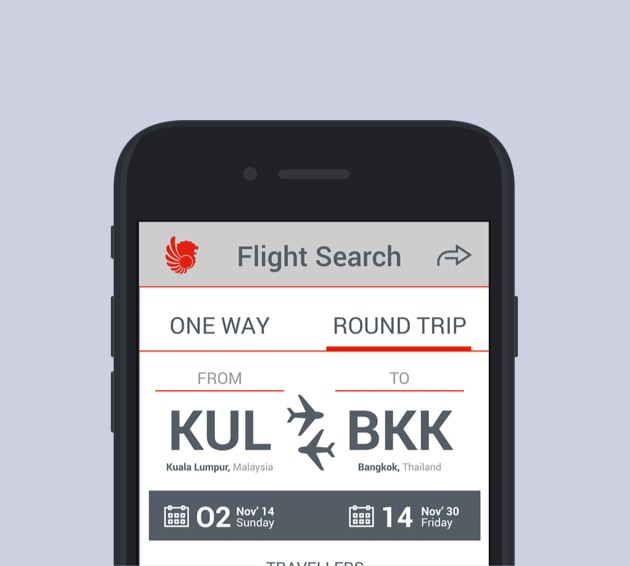 Flight Search
ONE WAY ROUND TRIP
FROM TO
KUL BKK
Kuala Lumpur, Malaysia Bangkok, Thailand
02 Nov' 14 Sunday 14 Nov' 30 Friday
TRAVELLERS